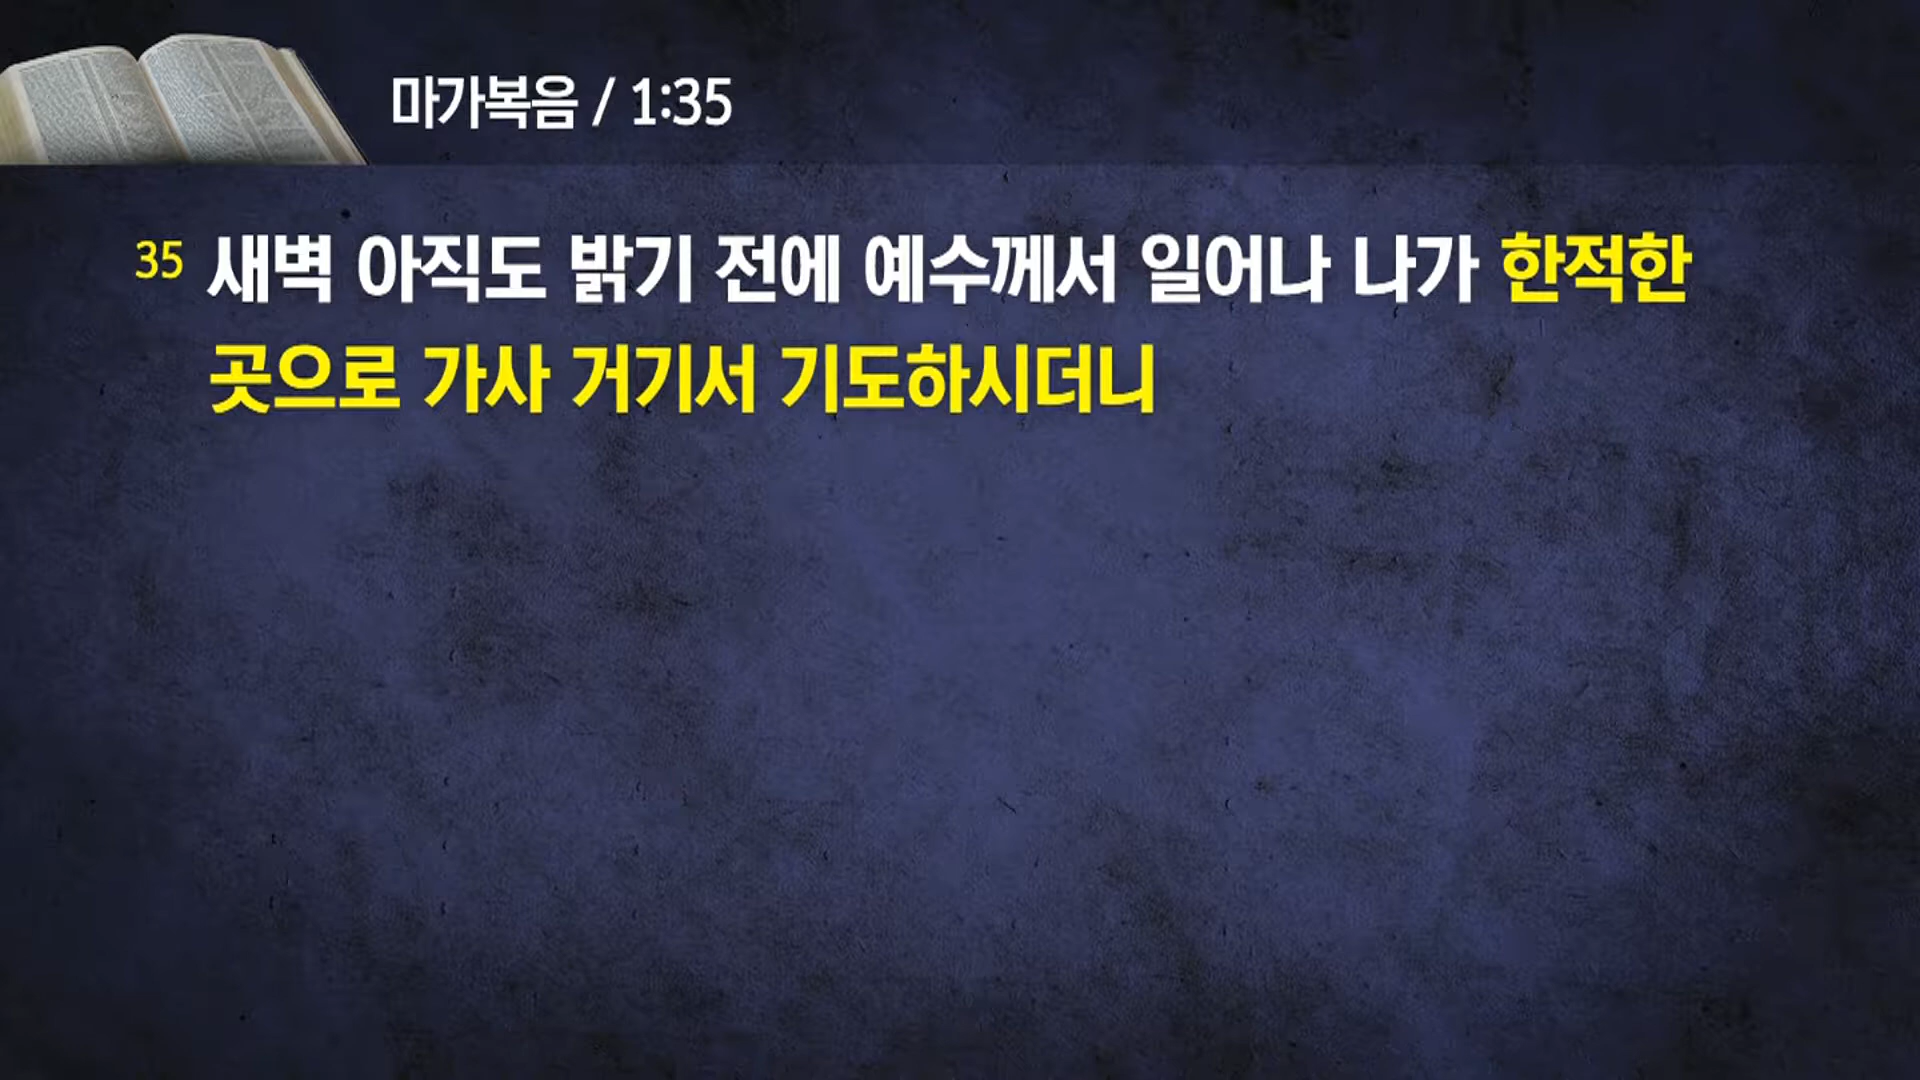 마가복음 / 1:35
35 새벽 아직도 밝기 전에 예수께서 일어나 나가 한적한
곳으로 가사 거기서 기도하시더니